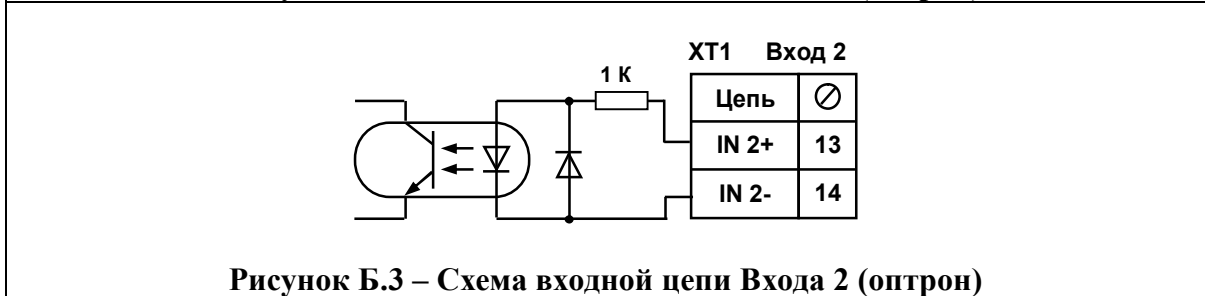 XT1 Вход 2
1 К
Цепь
IN 2+ 13
IN 2- 14
Рисунок Б.3 – Схема входной цепи Входа 2 (оптрон)